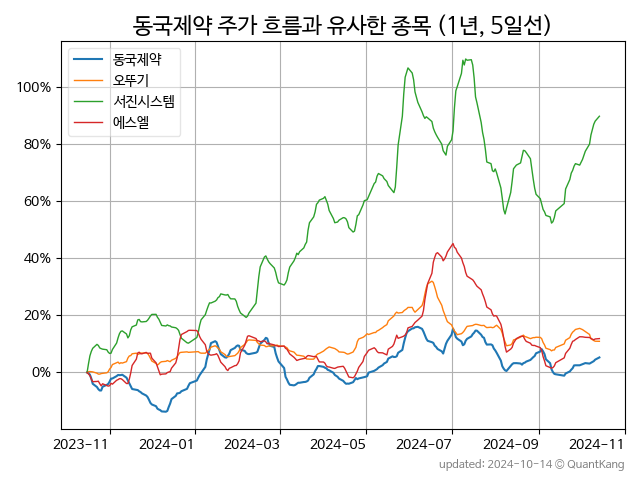 동국제약 주가 흐름과 유사한 종목 (1년, 5일선)
동국제약
오뚜기
서진시스템
에스엘
100%
80%
60%
40%
20%
0%
2023-11 2024-01 2024-03 2024-05 2024-07 2024-09 2024-11
updated: 2024-10-14 © QuantKang